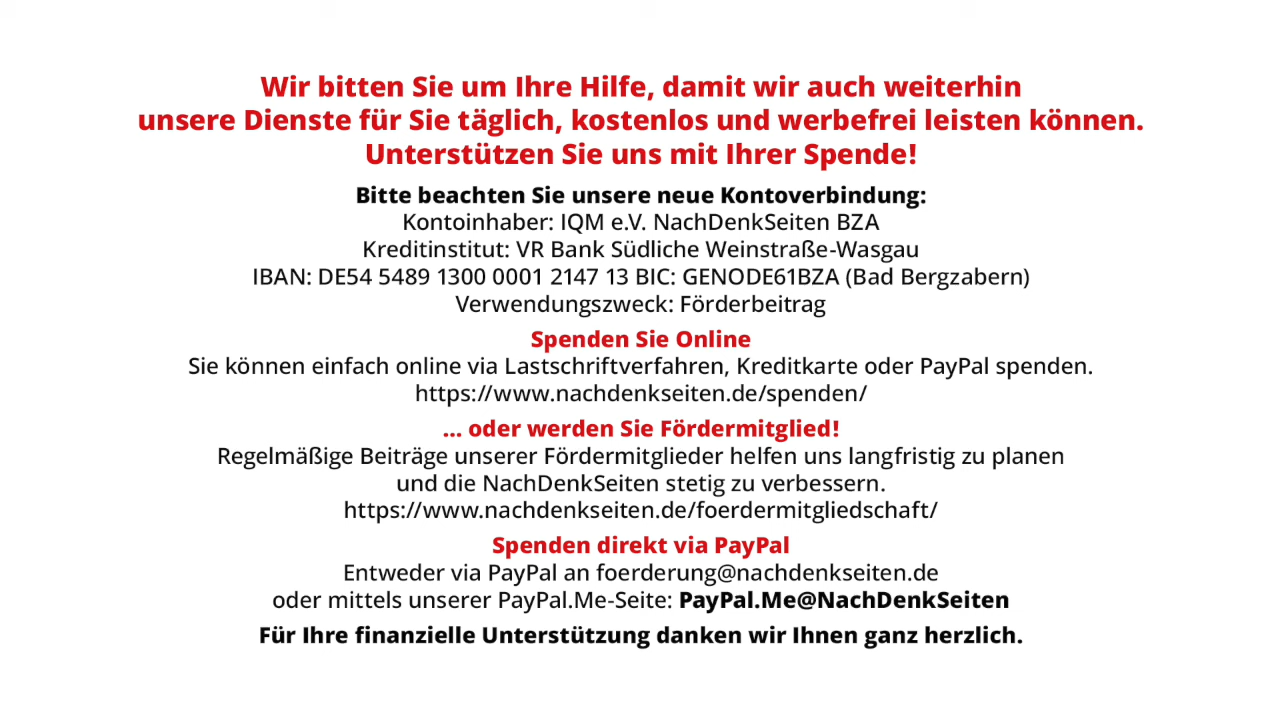 Wir bitten Sie um Ihre Hilfe, damit wir auch weiterhin
unsere Dienste für Sie täglich, kostenlos und werbefrei leisten können.
Unterstützen Sie uns mit Ihrer Spende!
Bitte beachten Sie unsere neue Kontoverbindung:
Kontoinhaber: IQM e.V. NachDenkSeiten BZA
Kreditinstitut: VR Bank Südliche Weinstraße-Wasgau
IBAN: DE54 5489 1300 0001 2147 13 BIC: GENODE61BZA (Bad Bergzabern)
Verwendungszweck: Förderbeitrag
Spenden Sie Online
Sie können einfach online via Lastschriftverfahren, Kreditkarte oder PayPal spenden.
https://www.nachdenkseiten.de/spenden/
... oder werden Sie Fördermitglied!
Regelmäßige Beiträge unserer Fördermitglieder helfen uns langfristig zu planen
und die NachDenkSeiten stetig zu verbessern.
https://www.nachdenkseiten.de/foerdermitgliedschaft/
Spenden direkt via PayPal
Entweder via PayPal an foerderung@nachdenkseiten.de
oder mittels unserer PayPal.Me-Seite: PayPal.Me@NachDenkSeiten
Für Ihre finanzielle Unterstützung danken wir Ihnen ganz herzlich.